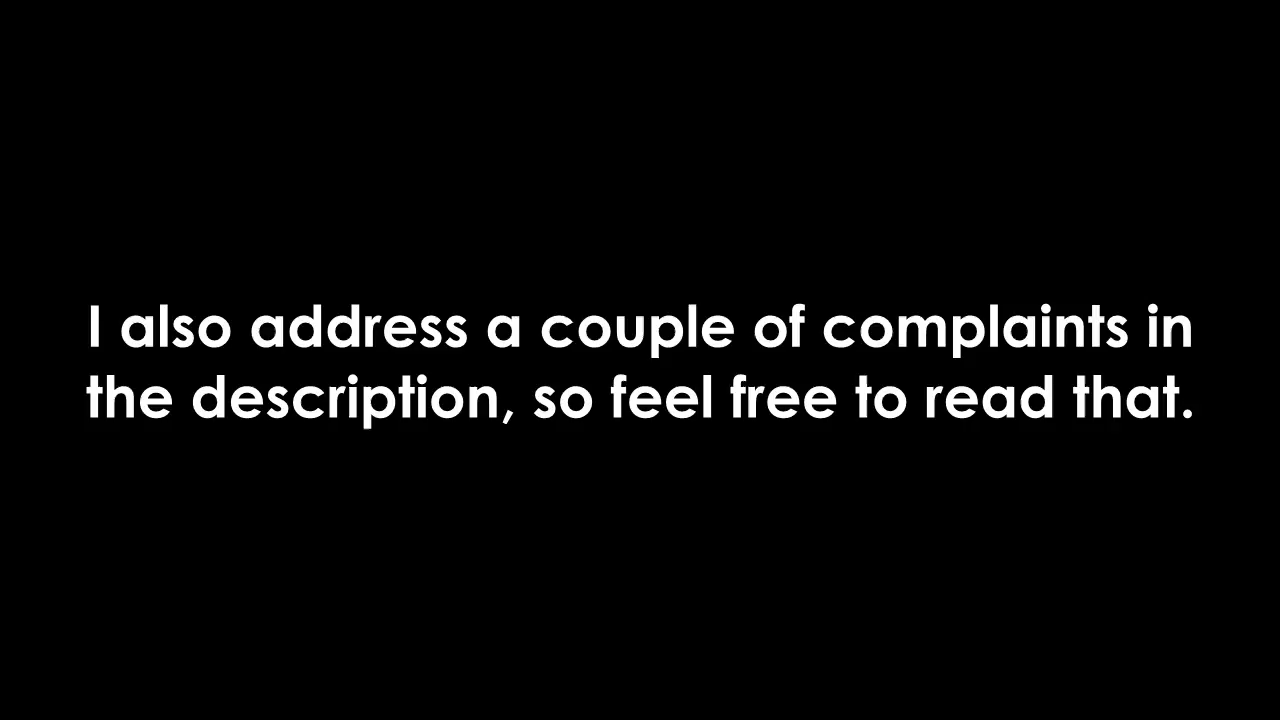 I also address a couple of complaints in
the description, so feel free to read that.